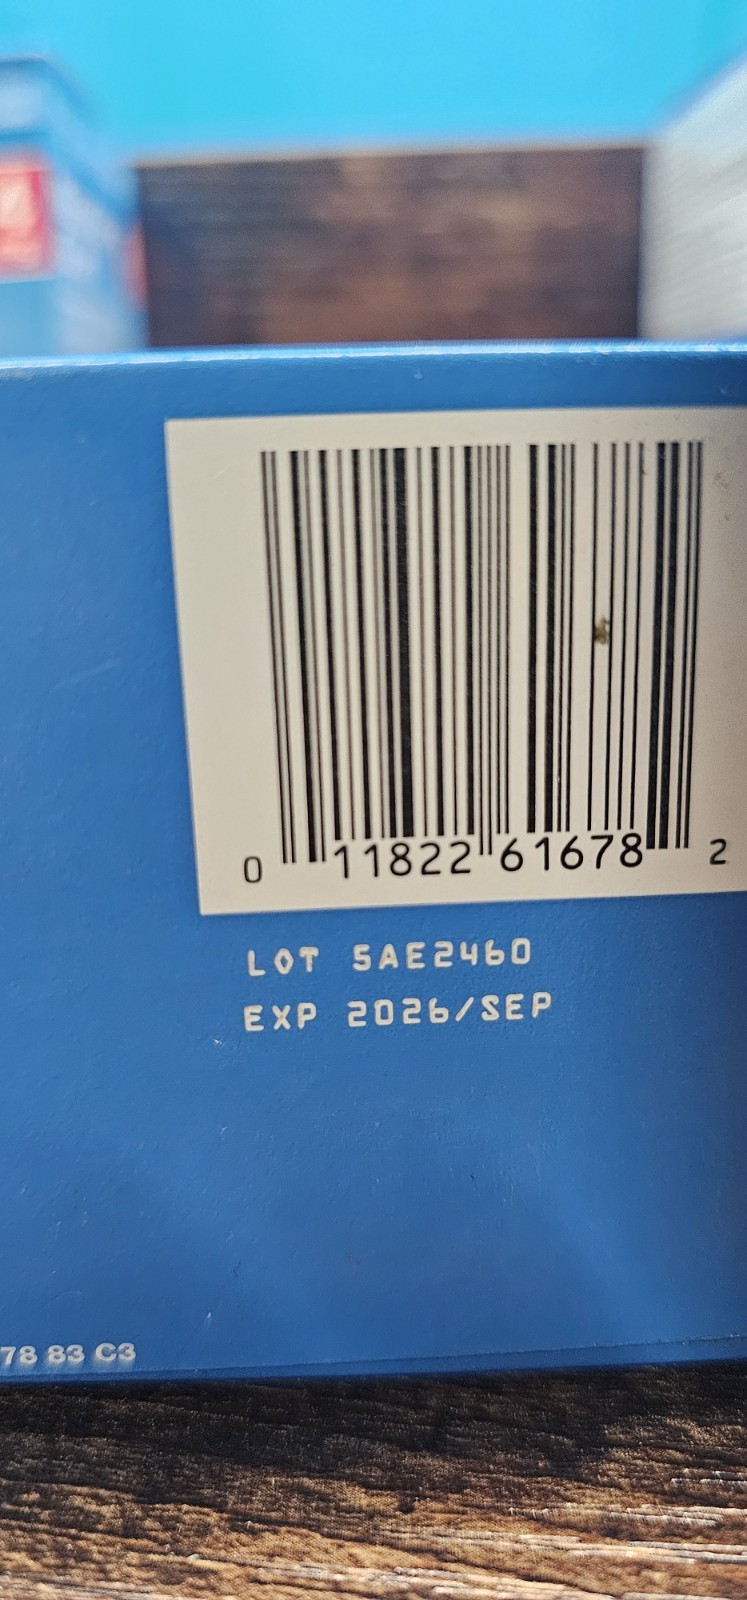 0 11822 61678 2
LOT 5AE2460
EXP 2026/SEP
78 83 C3